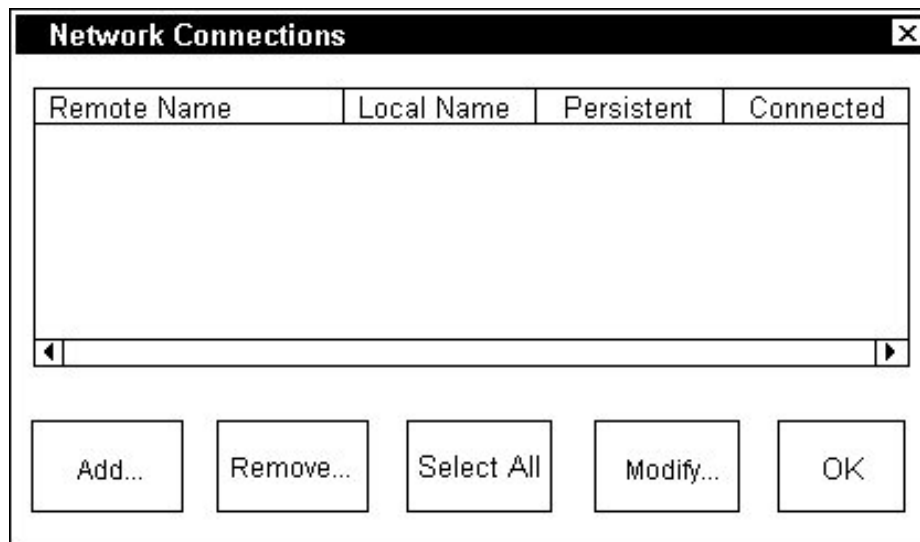 Network Connections
Remote Name Local Name Persistent Connected
Add... Remove... Select All Modify... OK